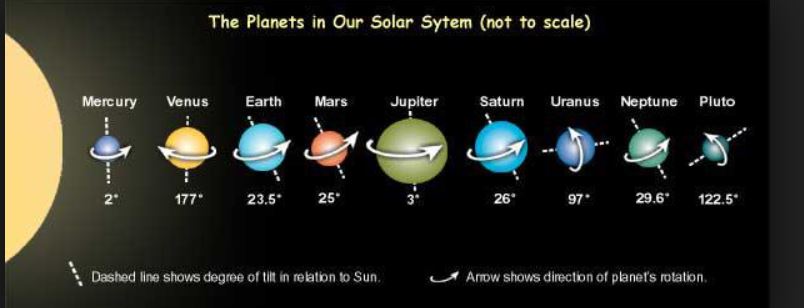 The Planets in Our Solar Sytem (not to scale)
Mercury Venus Earth Mars Jupiter Saturn Uranus Neptune Pluto
2° 177° 23.5° 25° 3° 26° 97° 29.6° 122.5°
Dashed line shows degree of tilt in relation to Sun. Arrow shows direction of planet's rotation.